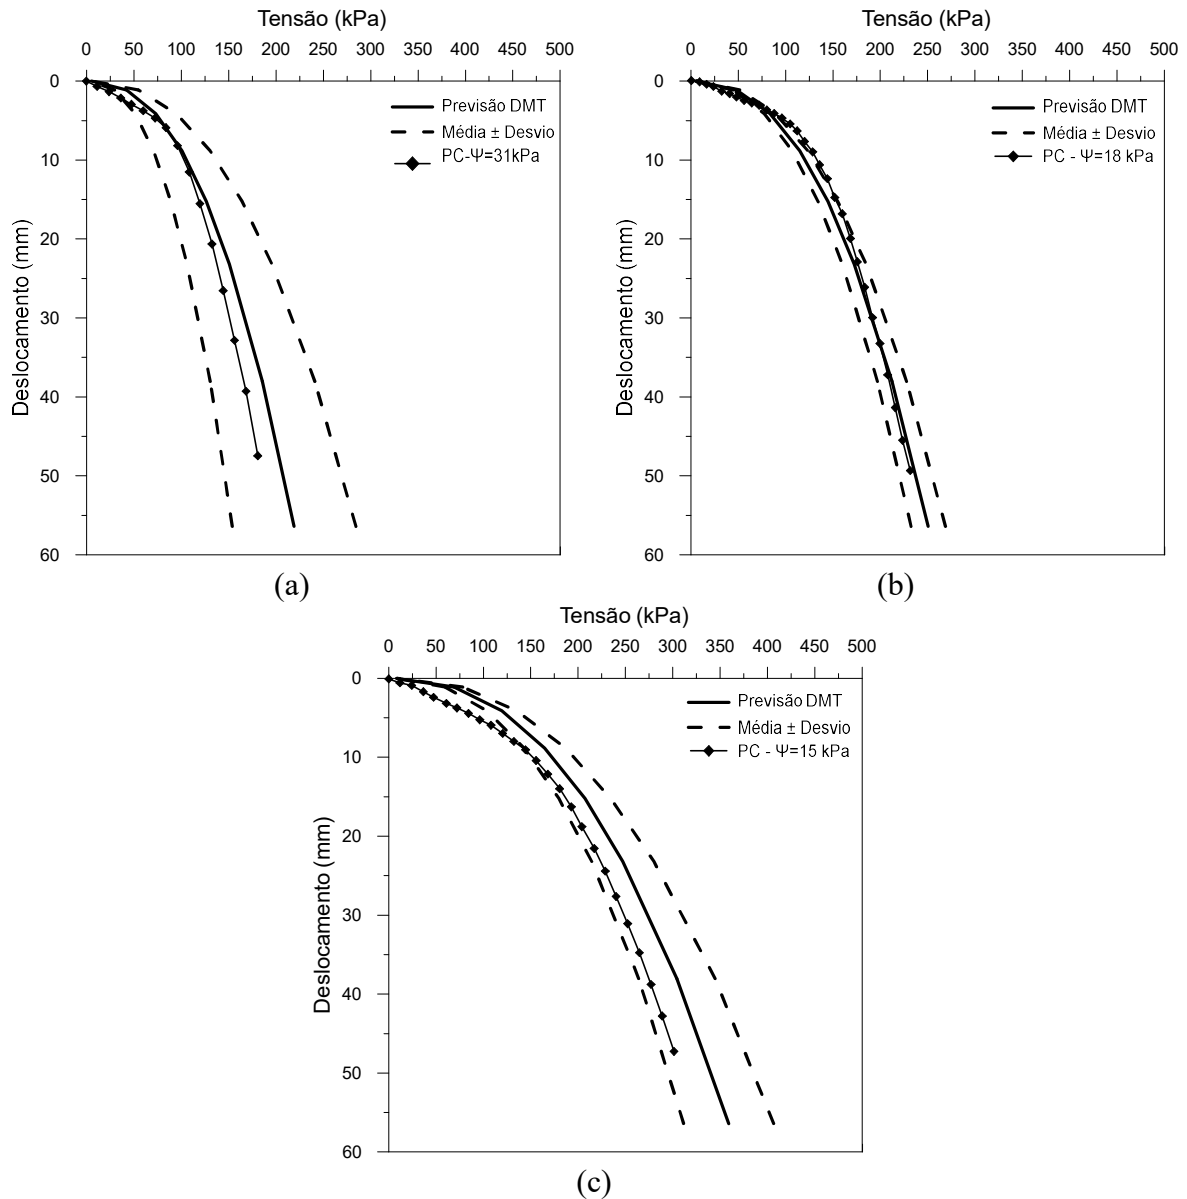 Tensão (kPa)
0 50 100 150 200 250 300 350 400 450 500
0
10
20
30
40
50
60
Deslocamento (mm)
Previsão DMT
Média ± Desvio
PC-Ψ=31kPa
(a)
Tensão (kPa)
0 50 100 150 200 250 300 350 400 450 500
0
10
20
30
40
50
60
Deslocamento (mm)
Previsão DMT
Média ± Desvio
PC - Ψ=18 kPa
(b)
Tensão (kPa)
0 50 100 150 200 250 300 350 400 450 500
0
10
20
30
40
50
60
Deslocamento (mm)
Previsão DMT
Média ± Desvio
PC - Ψ=15 kPa
(c)